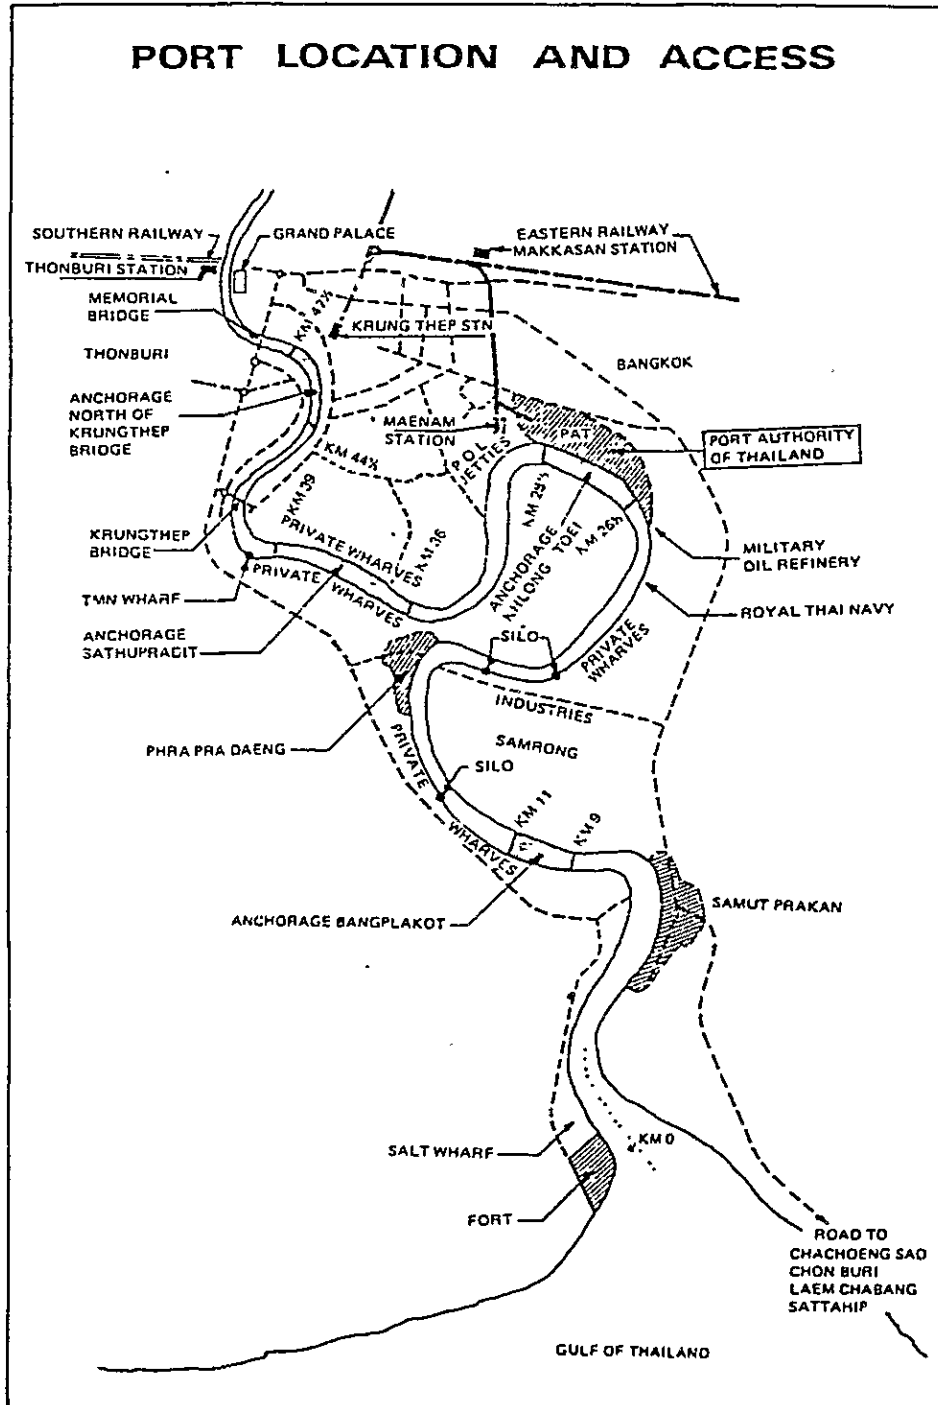 PORT LOCATION AND ACCESS
SOUTHERN RAILWAY
GRAND PALACE
EASTERN RAILWAY
MAKKASAN STATION
THONBURI STATION
MEMORIAL
BRIDGE
KM 47½
KRUNG THEP STN
THONBURI
BANGKOK
ANCHORAGE
NORTH OF
KRUNGTHEP
BRIDGE
MAENAM
STATION
POL
JETTIES
PAT
PORT AUTHORITY
OF THAILAND
KM 44½
KM 39
KM 36
ANCHORAGE
KHLONG TOEI
KM 26½
KRUNGTHEP
BRIDGE
PRIVATE WHARVES
PRIVATE
WHARVES
MILITARY
OIL REFINERY
TMN WHARF
ROYAL THAI NAVY
ANCHORAGE
SATHUPRADIT
SILO
PRIVATE
WHARVES
INDUSTRIES
PHRA PRA DAENG
PRIVATE
WHARVES
SAMRONG
SILO
KM 11
KM 9
ANCHORAGE BANGPLAKOT
SAMUT PRAKAN
KM 0
SALT WHARF
FORT
ROAD TO
CHACHOENG SAO
CHON BURI
LAEM CHABANG
SATTAHIP
GULF OF THAILAND